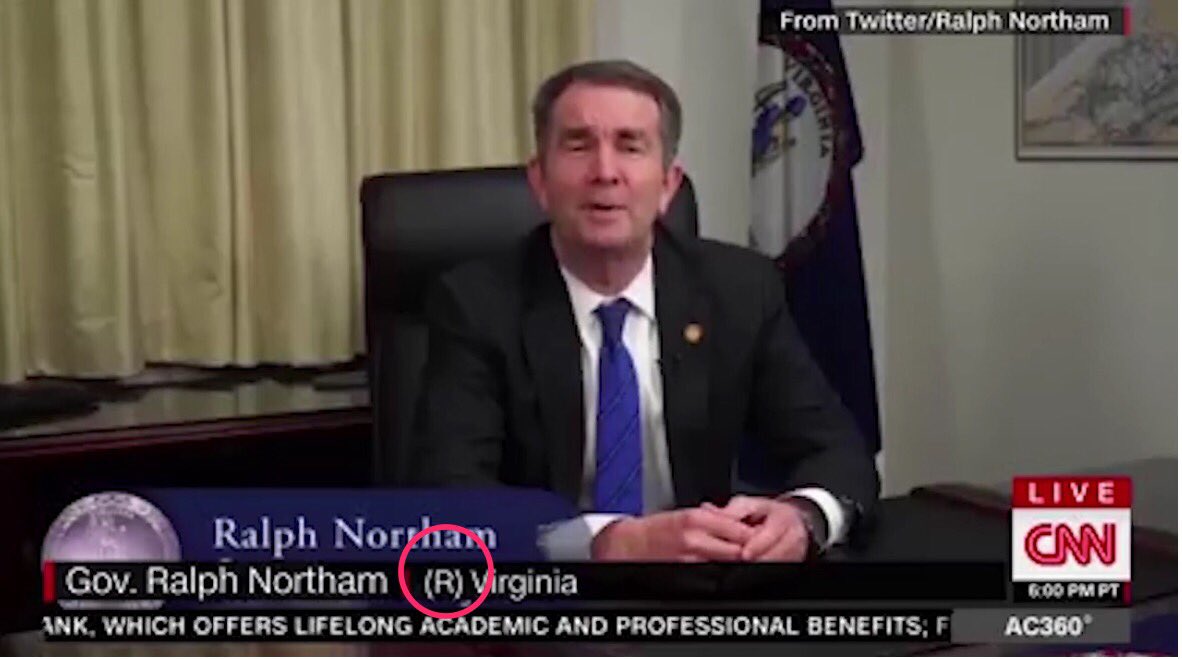 From Twitter/Ralph Northam
VIRGINIA
Ralph Northam
Gov. Ralph Northam (R) Virginia
LIVE
CNN
6:00 PM PT
ANK, WHICH OFFERS LIFELONG ACADEMIC AND PROFESSIONAL BENEFITS; F
AC360°